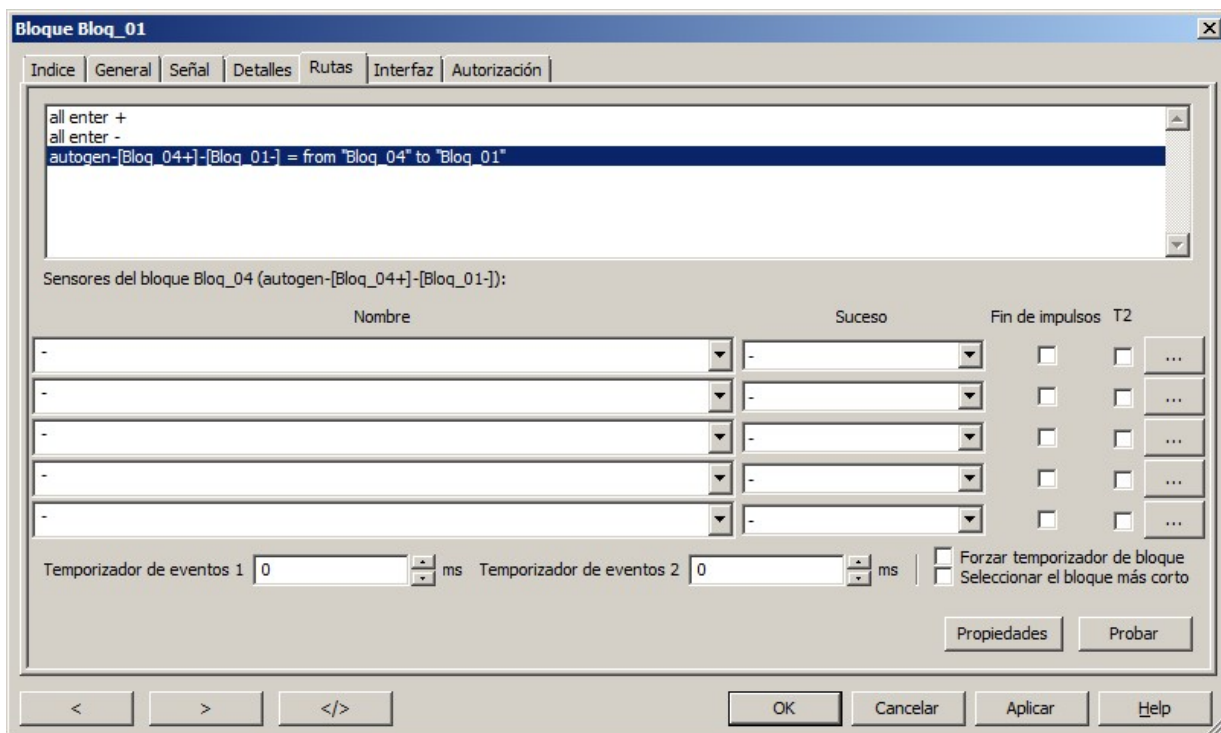 Bloque Bloq_01
Indice General Señal Detalles Rutas Interfaz Autorización
all enter +
all enter -
autogen-[Bloq_04+]-[Bloq_01-] = from "Bloq_04" to "Bloq_01"
Sensores del bloque Bloq_04 (autogen-[Bloq_04+]-[Bloq_01-]):
Nombre Suceso Fin de impulsos T2
- - ...
- - ...
- - ...
- - ...
- - ...
Temporizador de eventos 1 0 ms Temporizador de eventos 2 0 ms Forzar temporizador de bloque
Seleccionar el bloque más corto
Propiedades Probar
< > </> OK Cancelar Aplicar Help